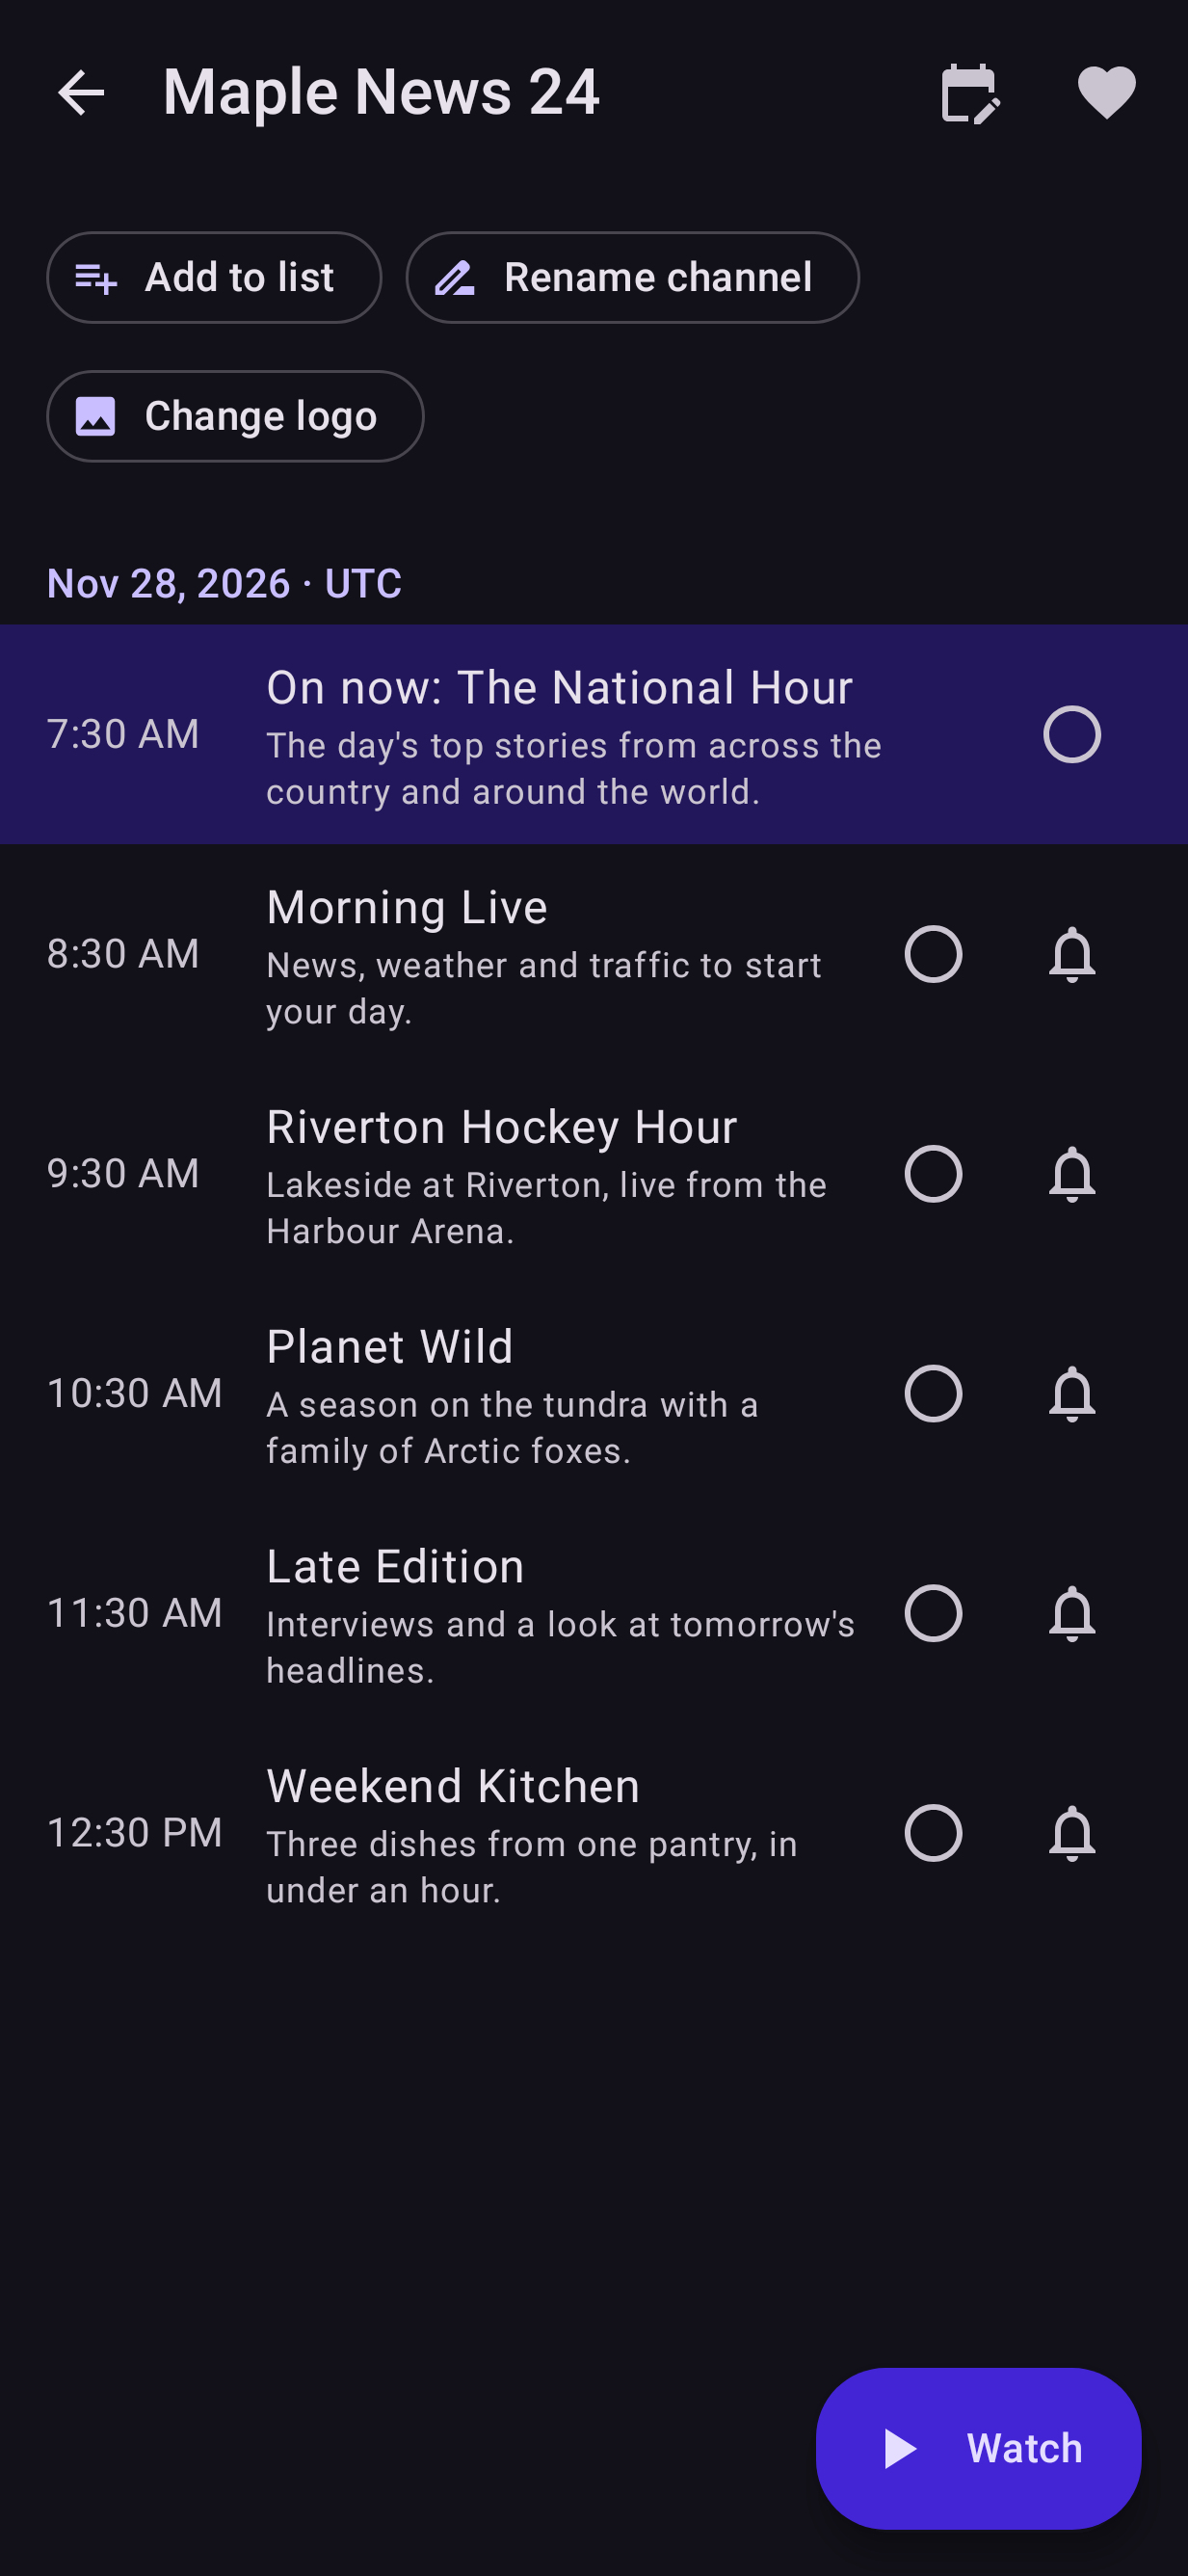 Maple News 24
Add to list
Rename channel
Change logo
Nov 28, 2026 · UTC
7:30 AM
On now: The National Hour
The day's top stories from across the
country and around the world.
8:30 AM
Morning Live
News, weather and traffic to start
your day.
9:30 AM
Riverton Hockey Hour
Lakeside at Riverton, live from the
Harbour Arena.
10:30 AM
Planet Wild
A season on the tundra with a
family of Arctic foxes.
11:30 AM
Late Edition
Interviews and a look at tomorrow's
headlines.
12:30 PM
Weekend Kitchen
Three dishes from one pantry, in
under an hour.
Watch